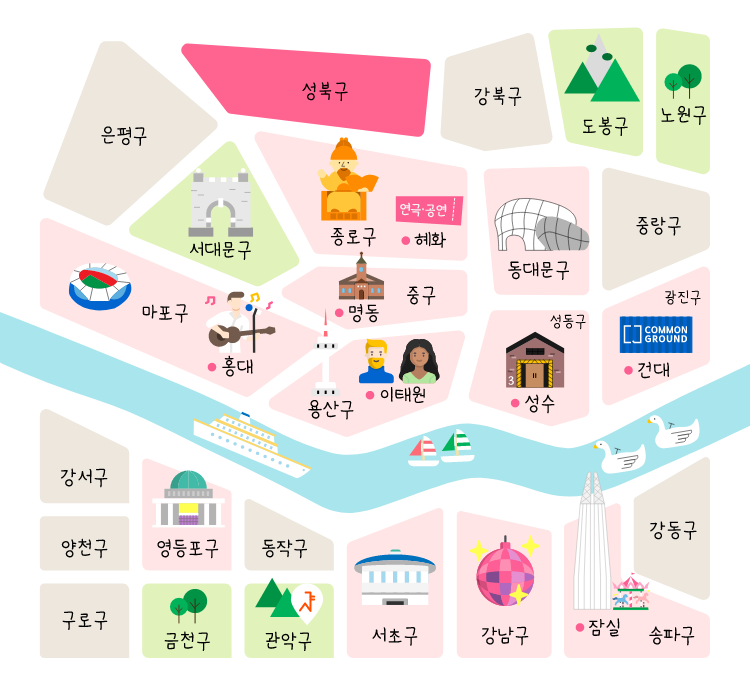 성북구
강북구
도봉구
노원구
은평구
연극·공연
종로구
혜화
서대문구
동대문구
중랑구
마포구
홍대
명동
중구
용산구
이태원
성동구
3
성수
광진구
COMMON
GROUND
건대
강서구
양천구
구로구
영등포구
금천구
동작구
관악구
서초구
강남구
잠실
송파구
강동구